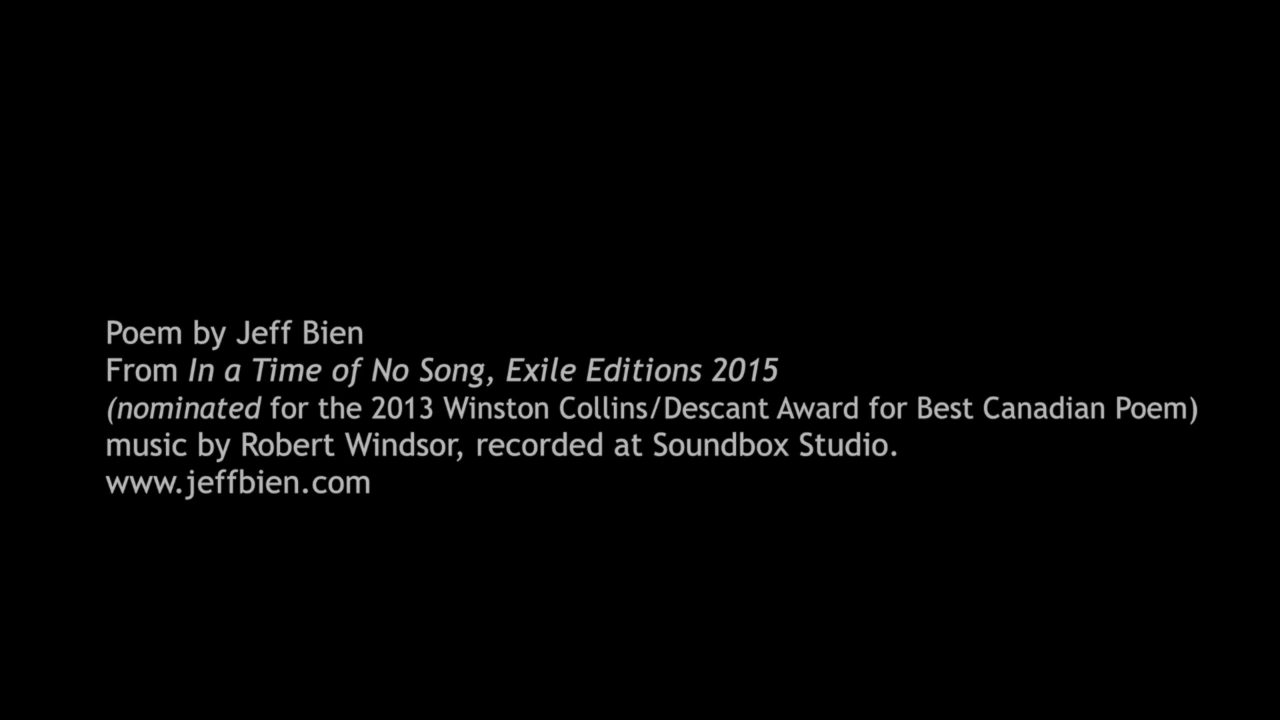 Poem by Jeff Bien
From In a Time of No Song, Exile Editions 2015
(nominated for the 2013 Winston Collins/Descant Award for Best Canadian Poem)
music by Robert Windsor, recorded at Soundbox Studio.
www.jeffbien.com